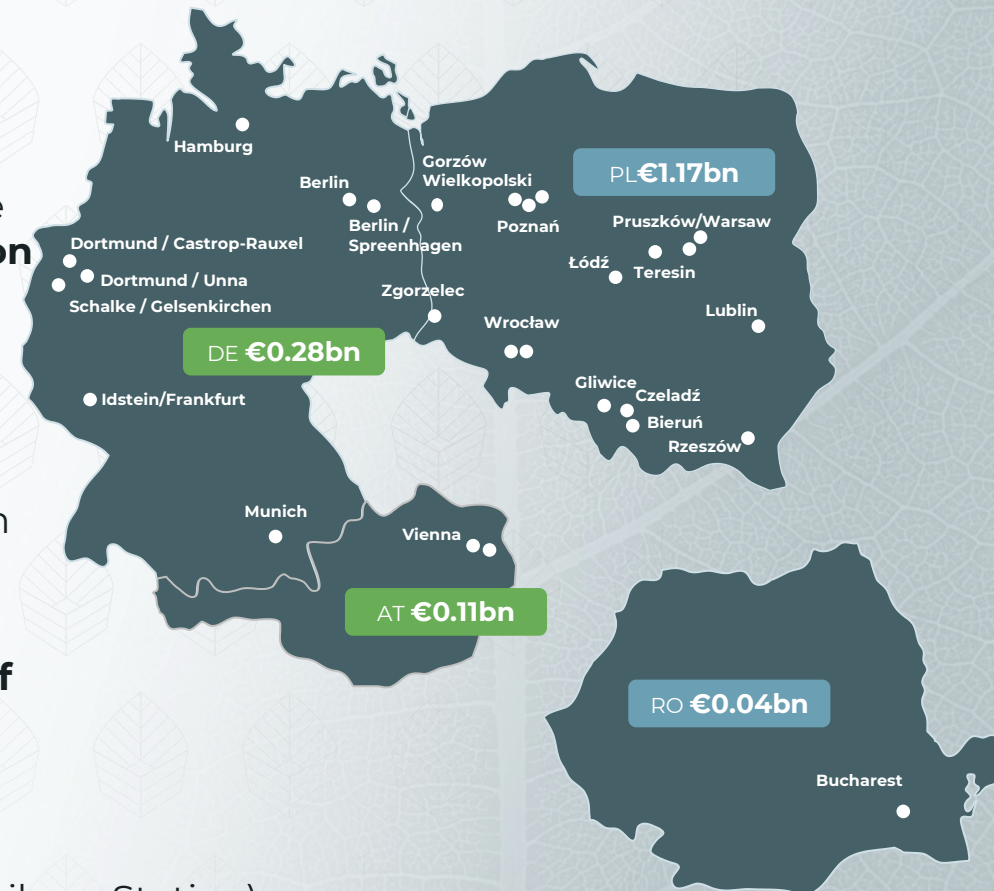 Hamburg
Gorzów
Wielkopolski
PL€1.17bn
Berlin
Berlin /
Spreenhagen
Poznań
Pruszków/Warsaw
on
Dortmund / Castrop-Rauxel
Łódź
Teresin
Dortmund / Unna
Zgorzelec
Schalke / Gelsenkirchen
Lublin
Wrocław
DE €0.28bn
Gliwice
Czeladź
Idstein/Frankfurt
Bieruń
Rzeszów
Munich
Vienna
AT €0.11bn
f
RO €0.04bn
Bucharest